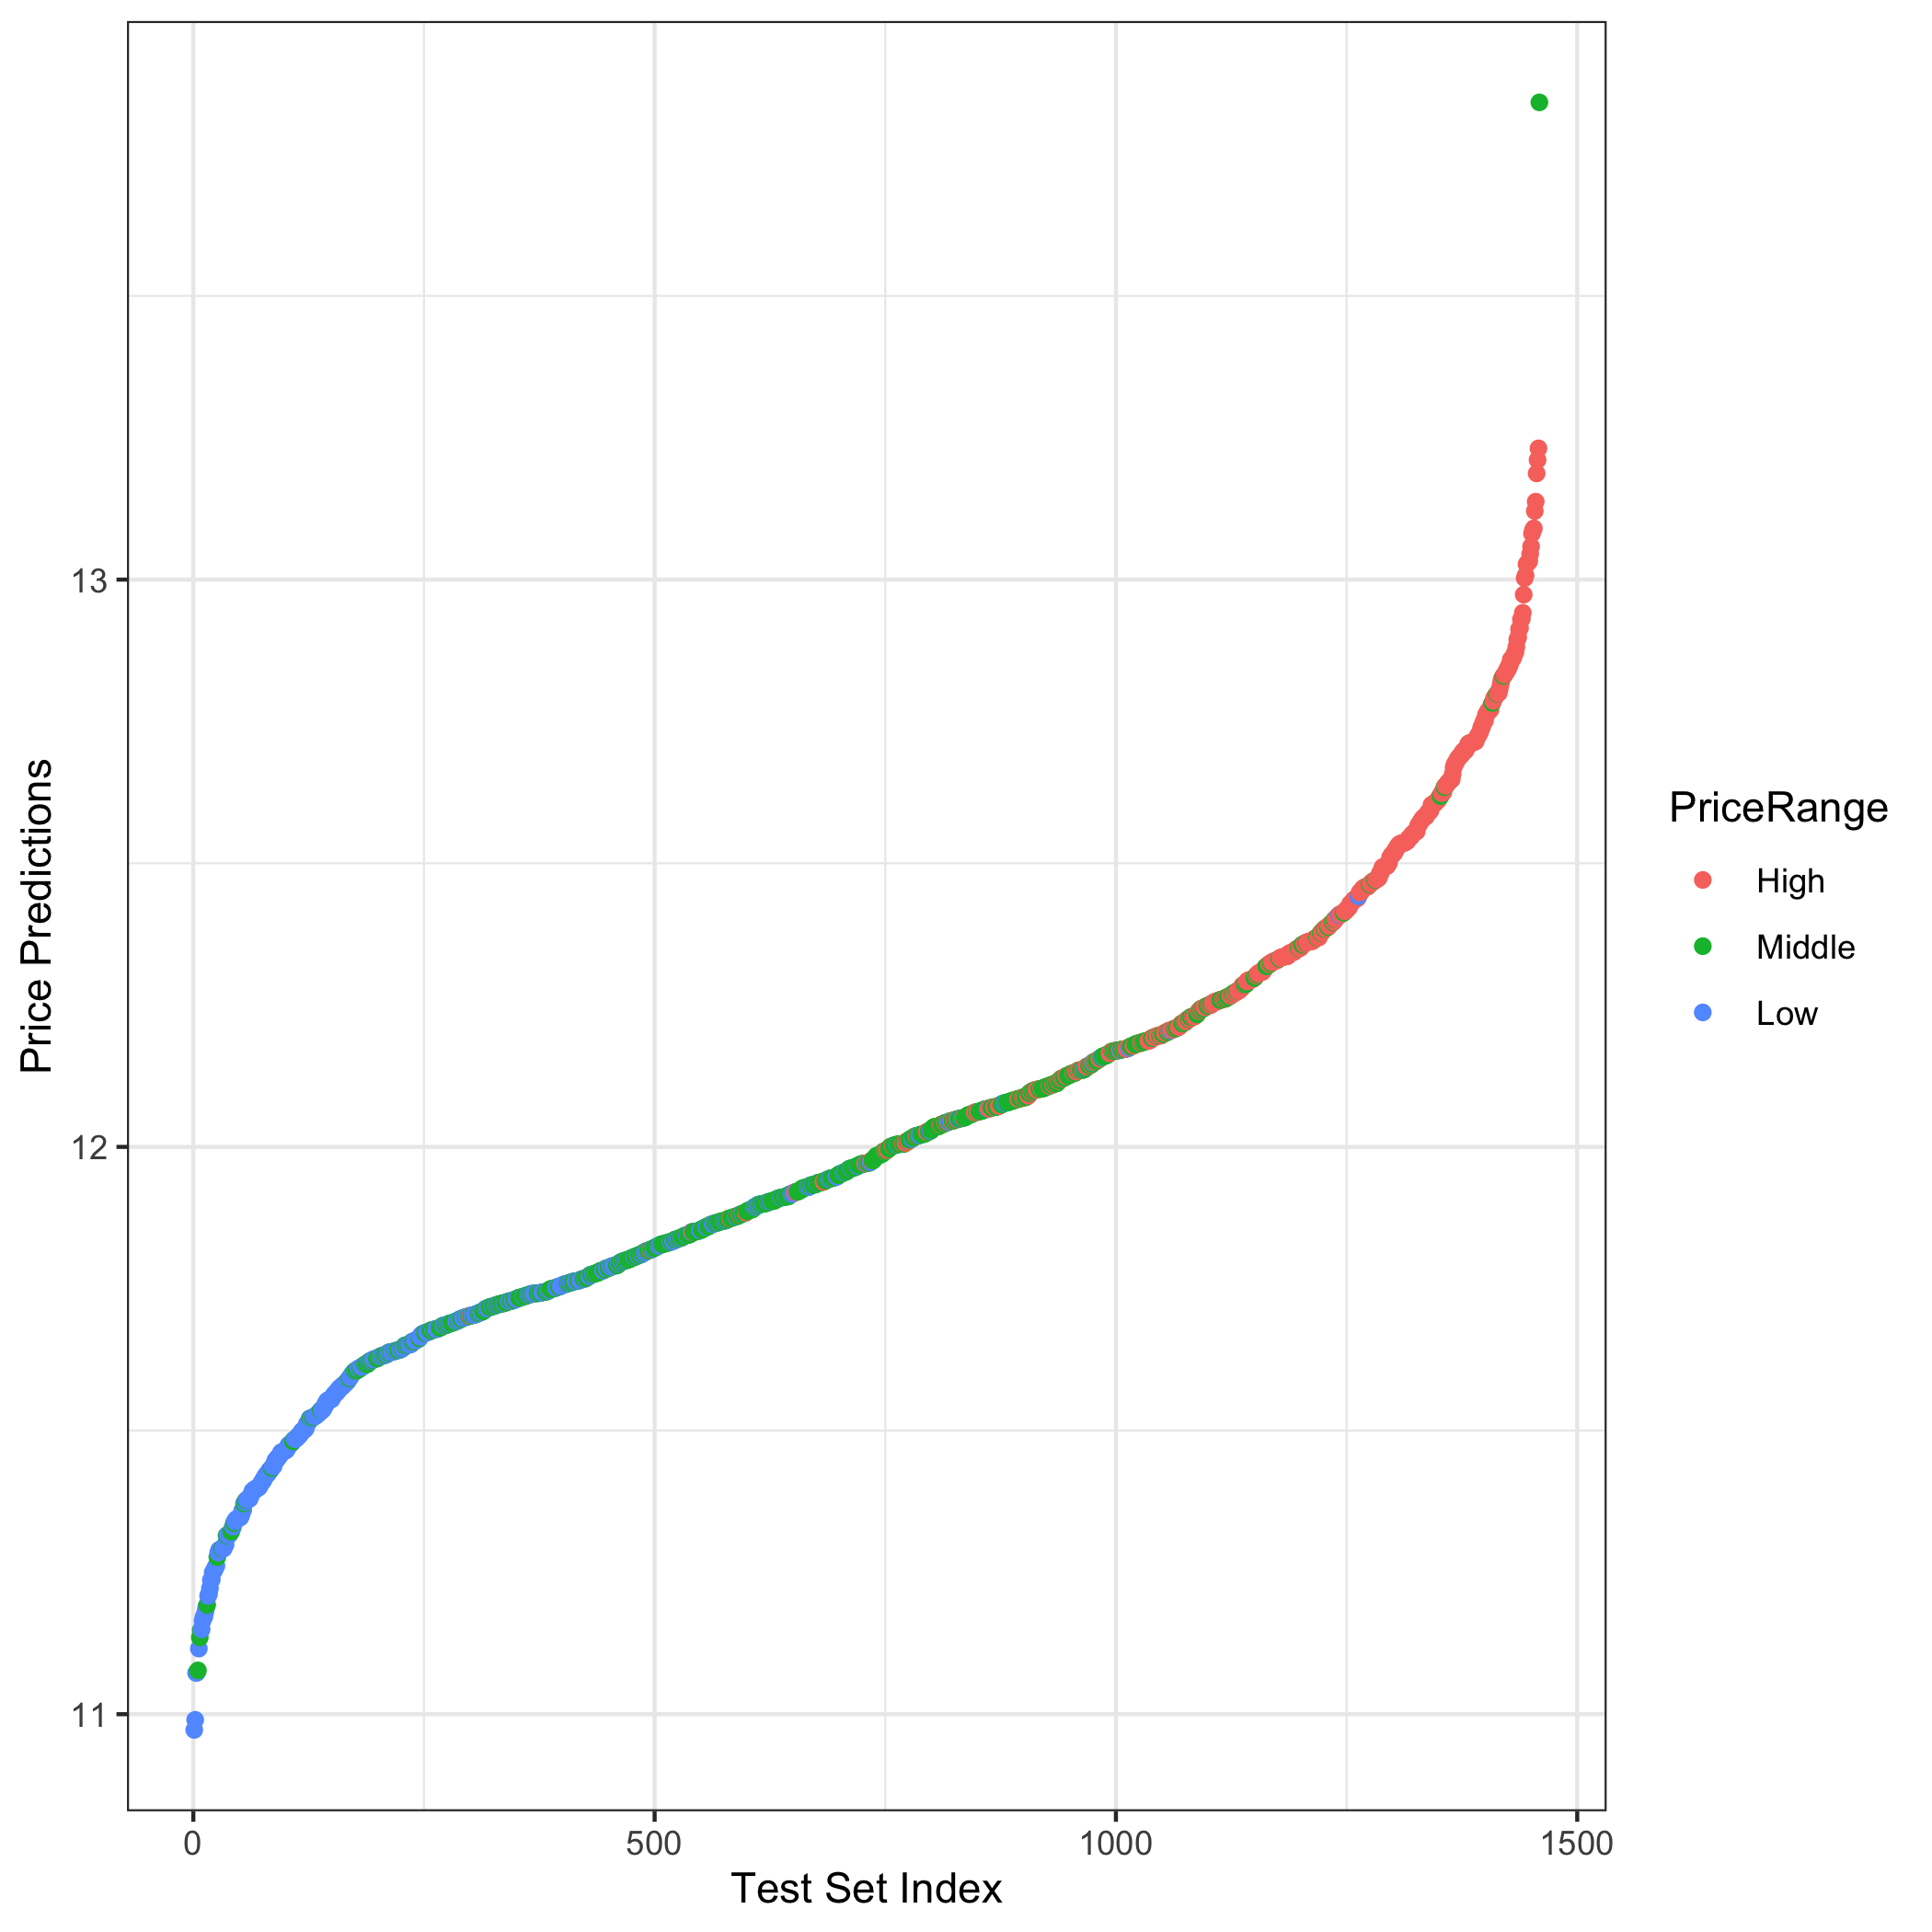 Price Predictions
13
12
11
0 500 1000 1500
Test Set Index
PriceRange
High
Middle
Low